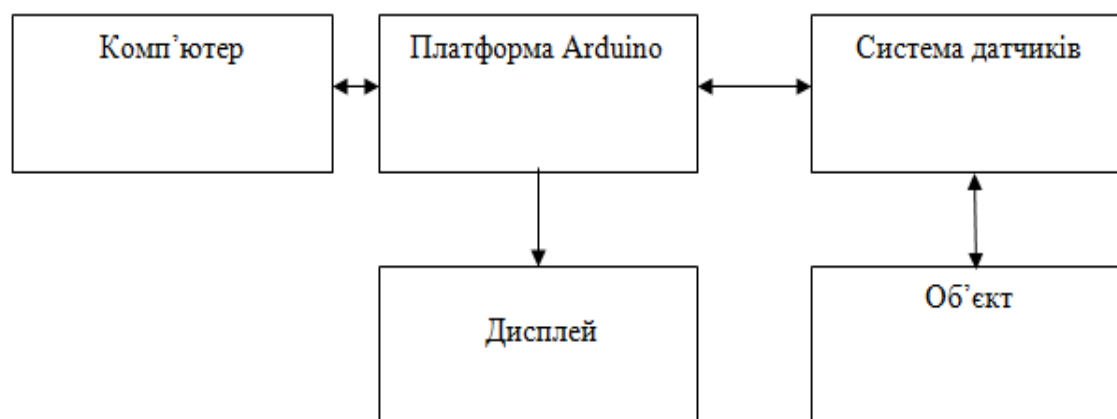 Комп’ютер
Платформа Arduino
Система датчиків
Дисплей
Об’єкт